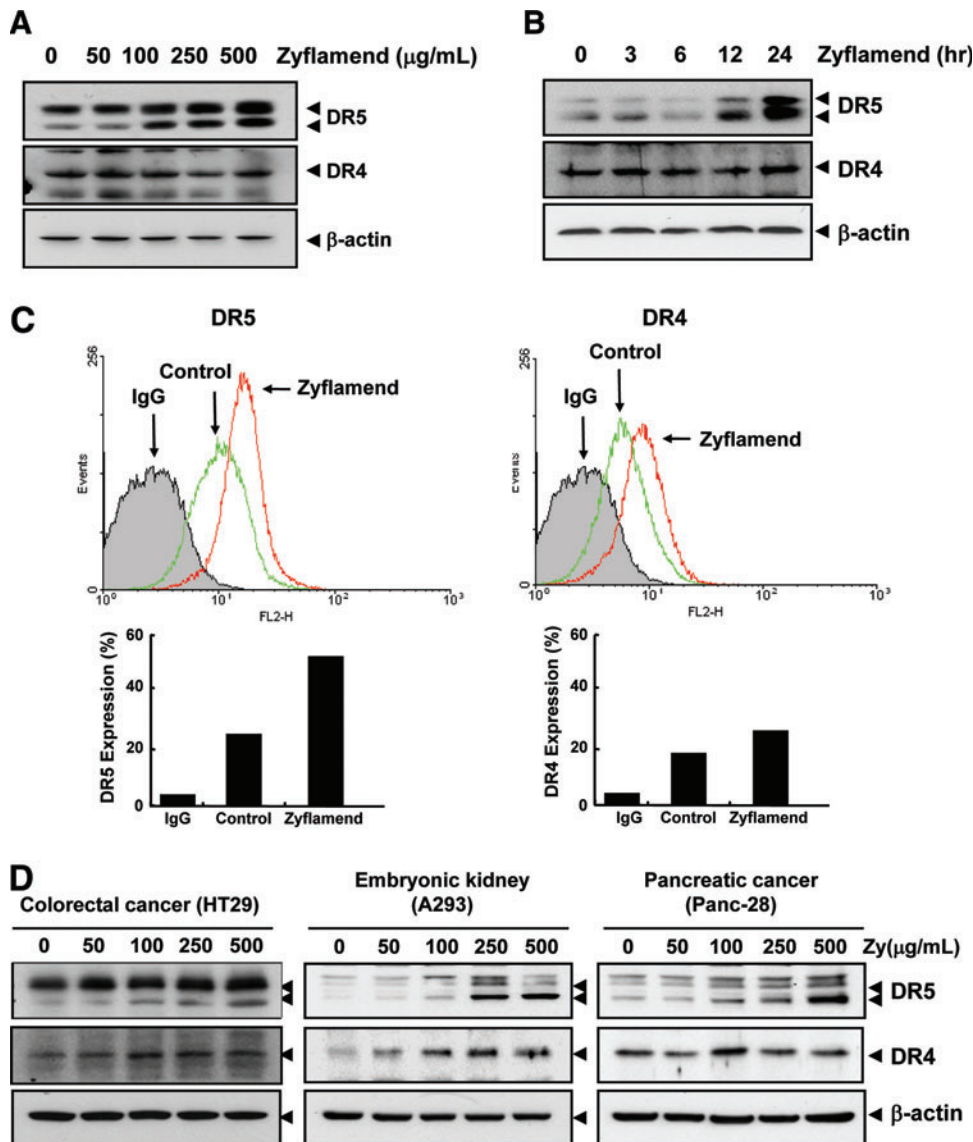 A
0 50 100 250 500 Zyflamend (µg/mL)
DR5
DR4
β-actin
B
0 3 6 12 24 Zyflamend (hr)
DR5
DR4
β-actin
C
DR5
256
Events
0
IgG
Control
Zyflamend
10⁰ 10¹ 10² 10³
FL2-H
DR5 Expression (%)
60
40
20
0
IgG Control Zyflamend
DR4
256
Events
0
IgG
Control
Zyflamend
10⁰ 10¹ 10² 10³
FL2-H
DR4 Expression (%)
60
40
20
0
IgG Control Zyflamend
D
Colorectal cancer (HT29)
0 50 100 250 500
Embryonic kidney
(A293)
0 50 100 250 500
Pancreatic cancer
(Panc-28)
0 50 100 250 500 Zy(µg/mL)
DR5
DR4
β-actin